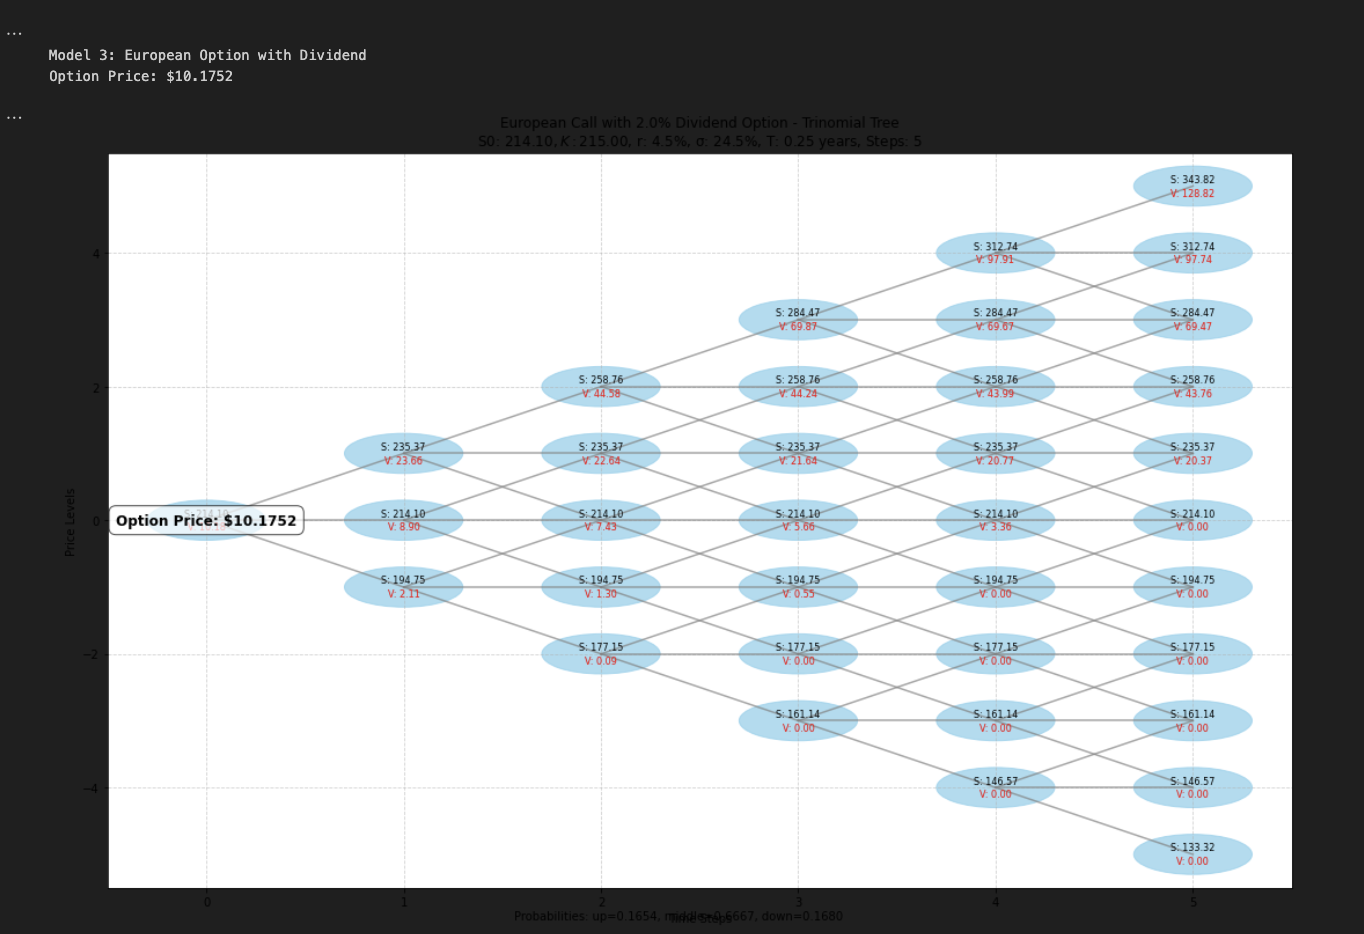 ...
Model 3: European Option with Dividend
Option Price: $10.1752
...
European Call with 2.0% Dividend Option - Trinomial Tree
S0: 214.10, K: 215.00, r: 4.5%, σ: 24.5%, T: 0.25 years, Steps: 5
S: 343.82
V: 128.82
4
S: 312.74
V: 97.91
S: 312.74
V: 97.74
S: 284.47
V: 69.87
S: 284.47
V: 69.67
S: 284.47
V: 69.47
2
S: 258.76
V: 44.58
S: 258.76
V: 44.24
S: 258.76
V: 43.99
S: 258.76
V: 43.76
S: 235.37
V: 23.66
S: 235.37
V: 22.64
S: 235.37
V: 21.64
S: 235.37
V: 20.77
S: 235.37
V: 20.37
Price Levels
0
S: 214.10
Option Price: $10.1752
S: 214.10
V: 8.90
S: 214.10
V: 7.43
S: 214.10
V: 5.66
S: 214.10
V: 3.36
S: 214.10
V: 0.00
S: 194.75
V: 2.11
S: 194.75
V: 1.30
S: 194.75
V: 0.55
S: 194.75
V: 0.00
S: 194.75
V: 0.00
−2
S: 177.15
V: 0.09
S: 177.15
V: 0.00
S: 177.15
V: 0.00
S: 177.15
V: 0.00
S: 161.14
V: 0.00
S: 161.14
V: 0.00
S: 161.14
V: 0.00
−4
S: 146.57
V: 0.00
S: 146.57
V: 0.00
S: 133.32
V: 0.00
0 1 2 3 4 5
Probabilities: up=0.1654, middle=0.6667, down=0.1680
Time Steps